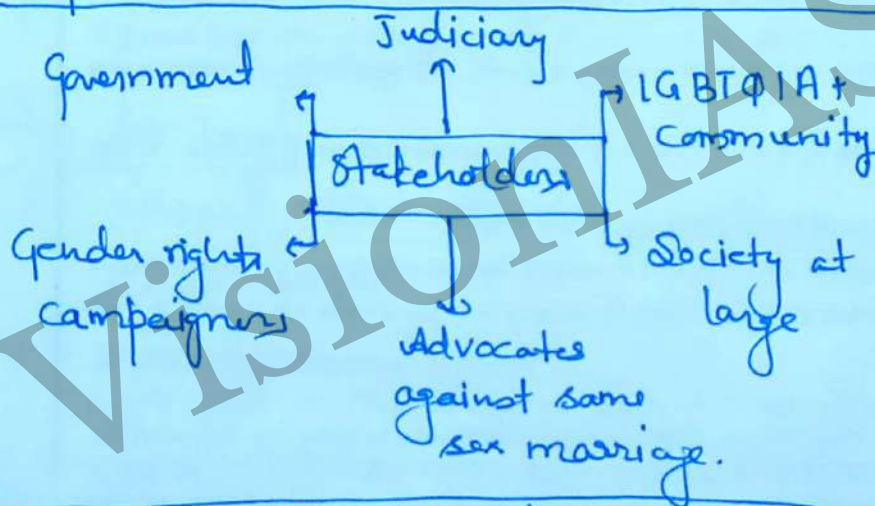 Judiciary
Government
LGBTQIA+
Community
Stakeholders
Gender rights
campaigners
Society at
large
Advocates
against same
sex marriage.
VisionIAS